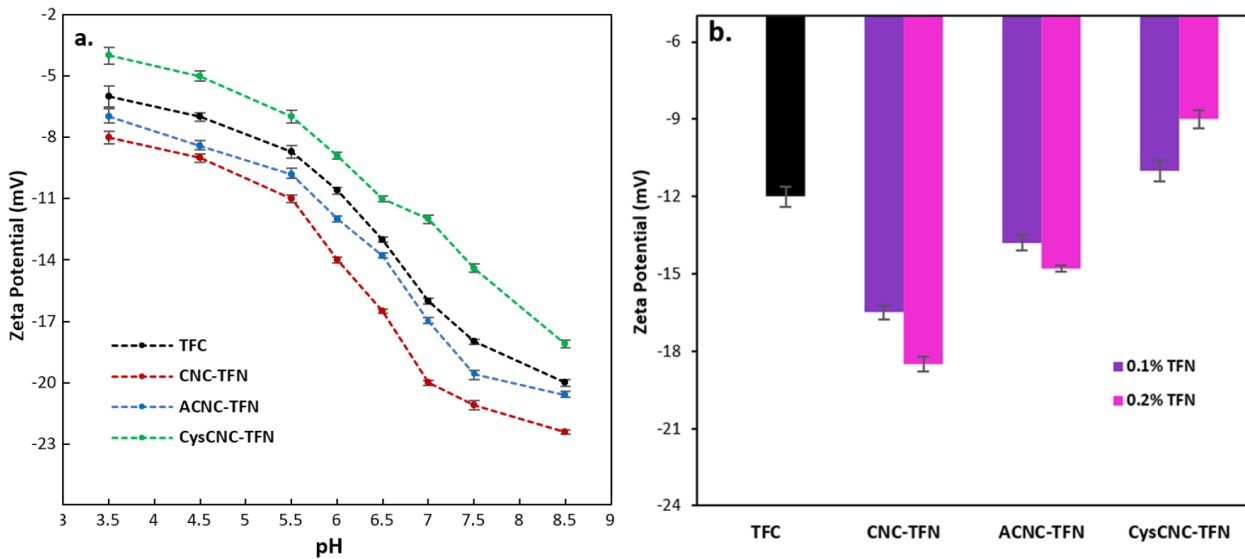 a.
Zeta Potential (mV)
-2
-5
-8
-11
-14
-17
-20
-23
TFC
CNC-TFN
ACNC-TFN
CysCNC-TFN
3 3.5 4 4.5 5 5.5 6 6.5 7 7.5 8 8.5 9
pH
b.
Zeta Potential (mV)
-6
-9
-12
-15
-18
-21
-24
0.1% TFN
0.2% TFN
TFC CNC-TFN ACNC-TFN CysCNC-TFN